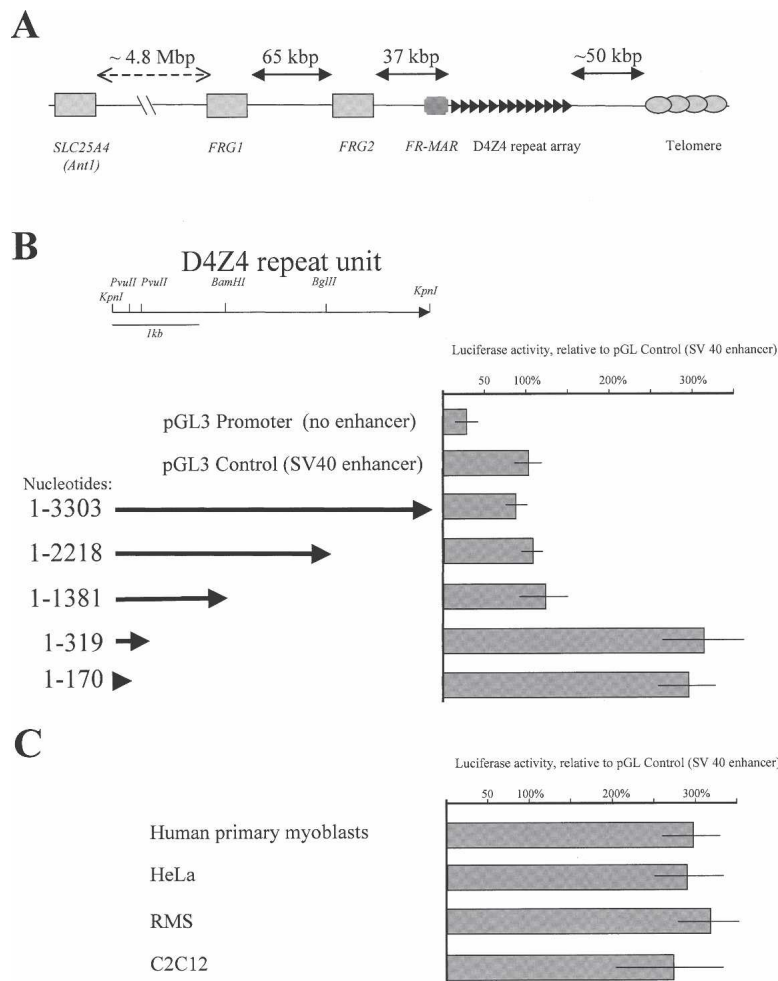 A
~ 4.8 Mbp 65 kbp 37 kbp ~50 kbp
SLC25A4 FRG1 FRG2 FR-MAR D4Z4 repeat array Telomere
(Ant1)
B
D4Z4 repeat unit
PvuII PvuII BamHI BglII KpnI
KpnI
1kb
Luciferase activity, relative to pGL Control (SV 40 enhancer)
50 100% 200% 300%
pGL3 Promoter (no enhancer)
pGL3 Control (SV40 enhancer)
Nucleotides:
1-3303
1-2218
1-1381
1-319
1-170
C
Luciferase activity, relative to pGL Control (SV 40 enhancer)
50 100% 200% 300%
Human primary myoblasts
HeLa
RMS
C2C12